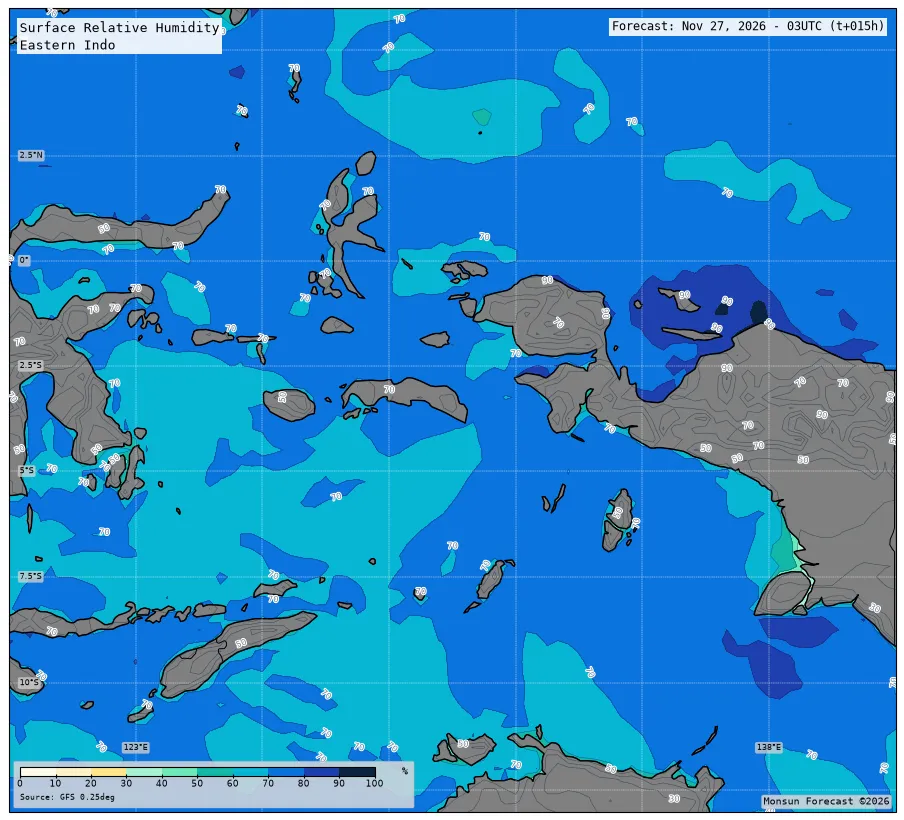 Surface Relative Humidity
Eastern Indo
Forecast: Nov 27, 2026 - 03UTC (t+015h)
2.5°N
0°
2.5°S
5°S
7.5°S
10°S
123°E
138°E
%
0 10 20 30 40 50 60 70 80 90 100
Source: GFS 0.25deg
Monsun Forecast ©2026